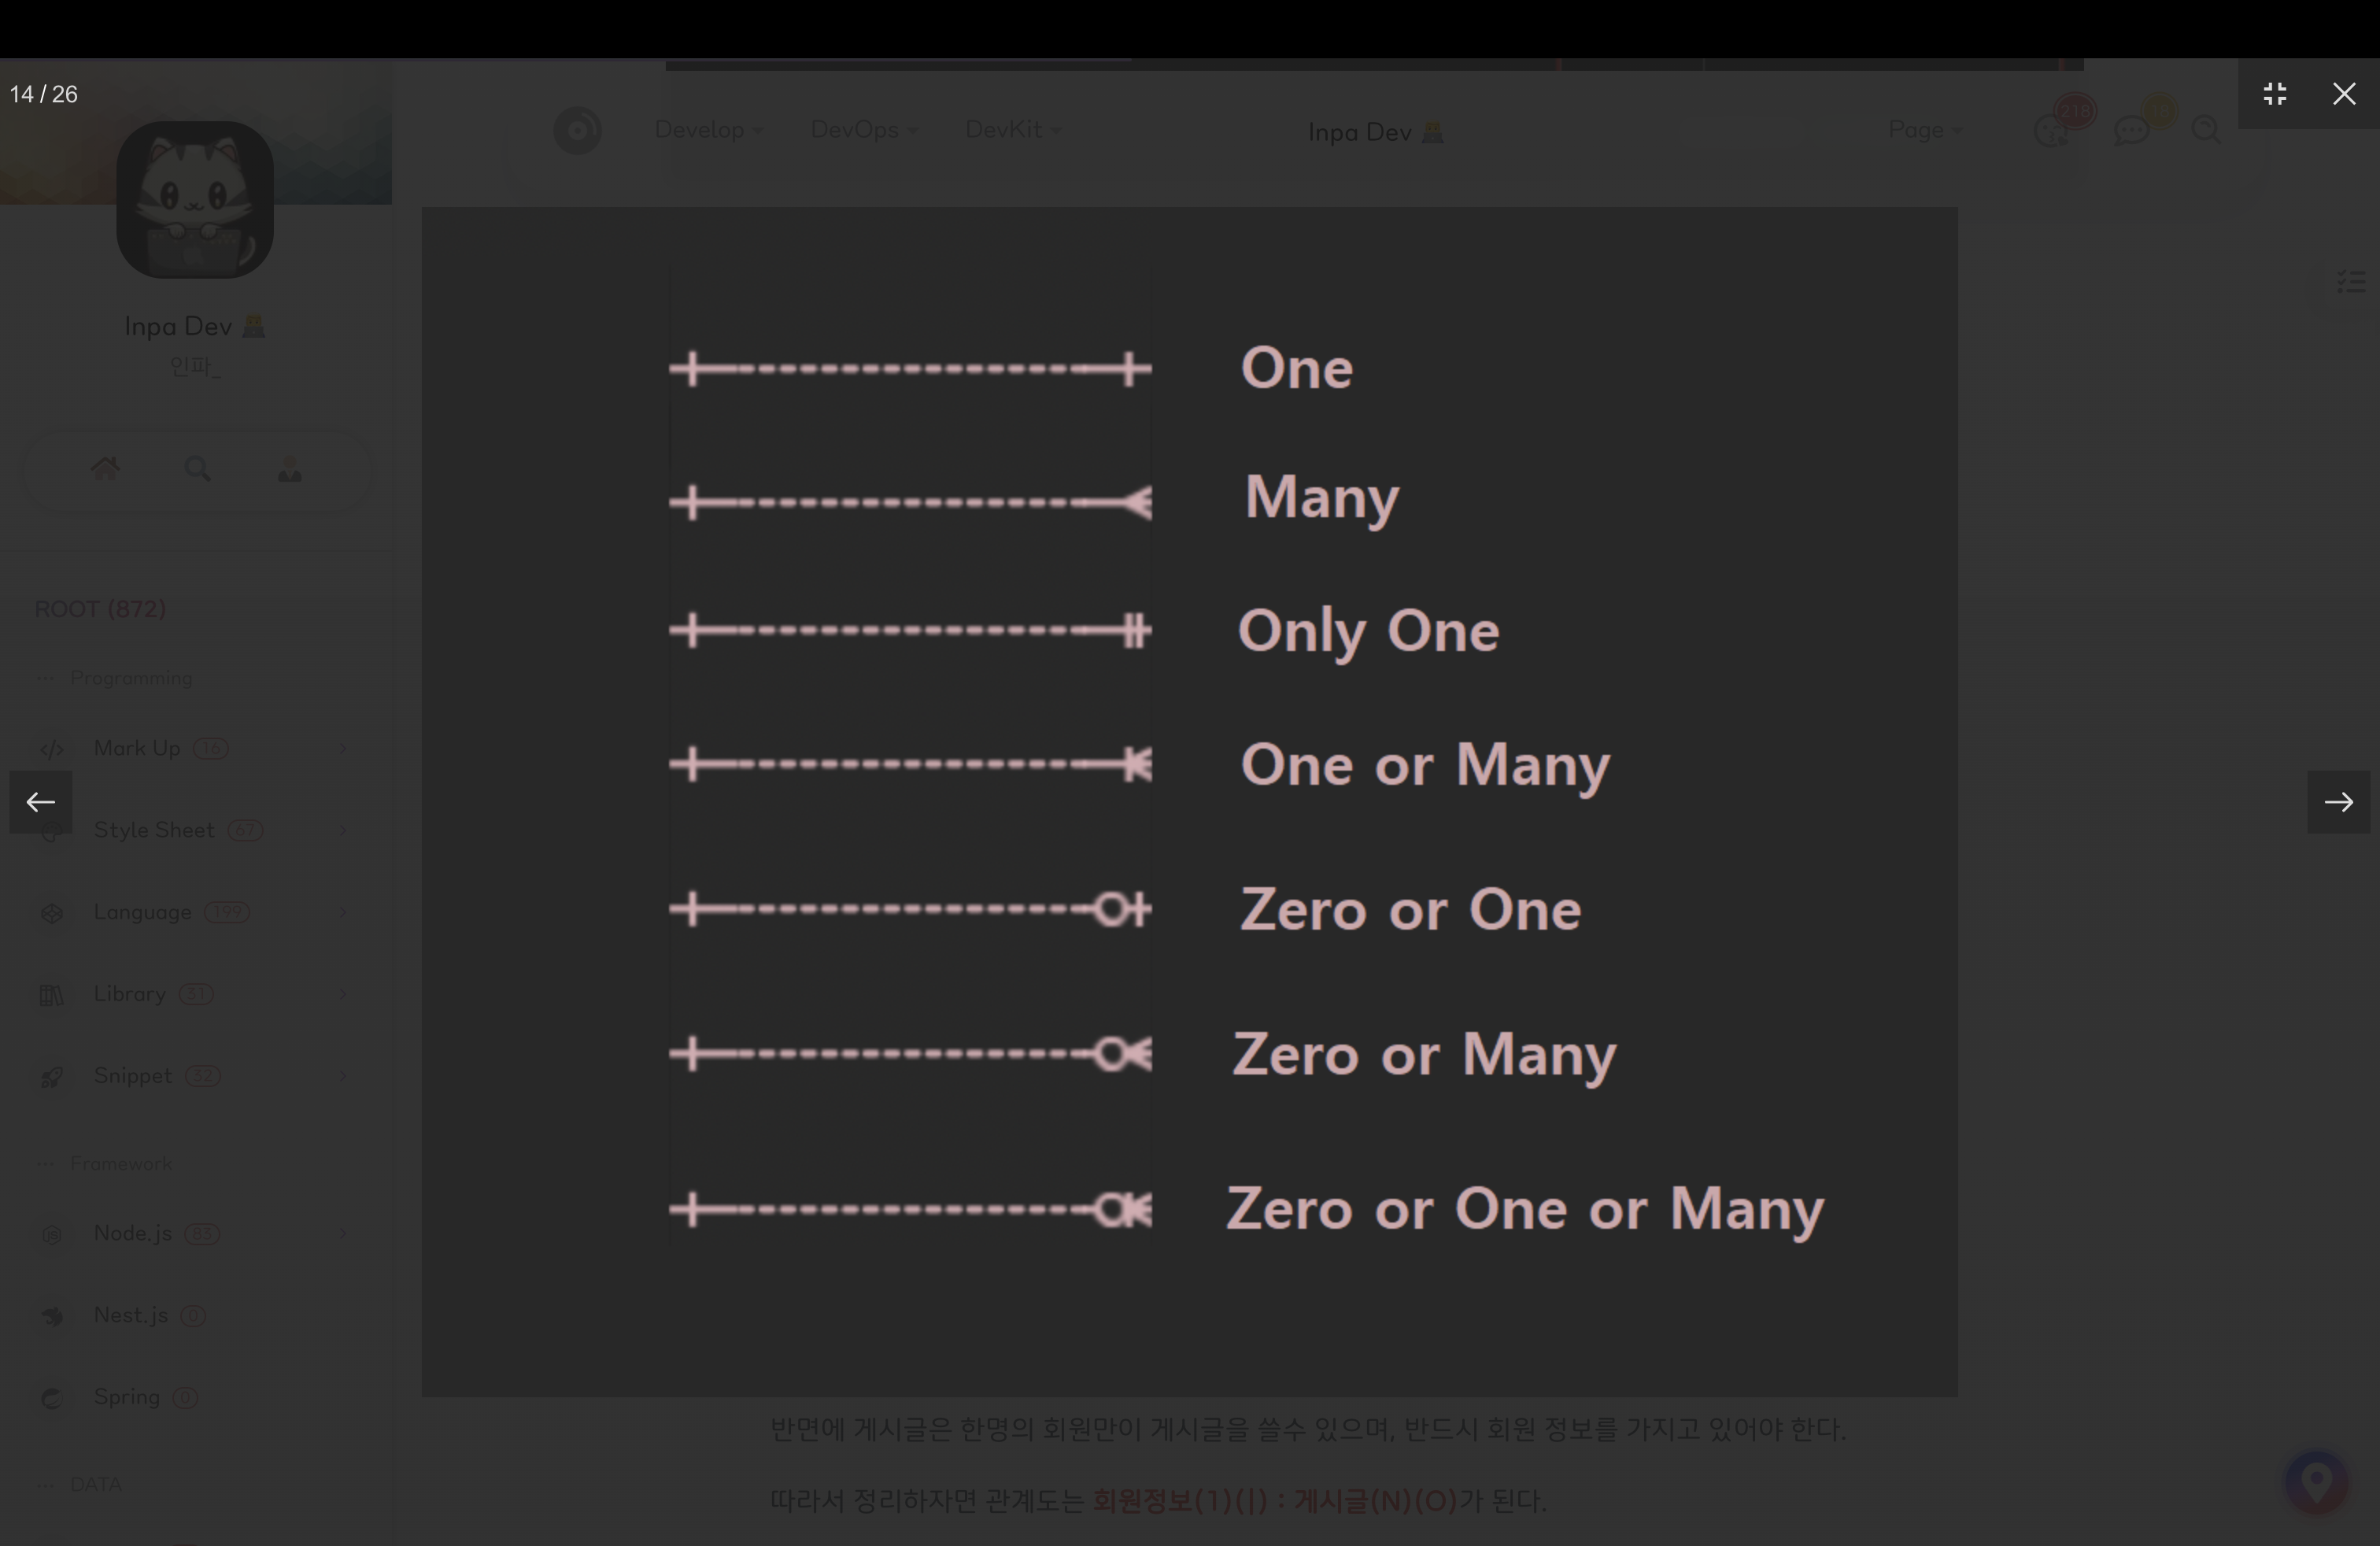 14 / 26
Develop
DevOps
DevKit
Inpa Dev
Page
218
Inpa Dev
인파_
ROOT (872)
Programming
Mark Up 16
Style Sheet 67
Language 199
Library 51
Snippet 32
Framework
Node.js 83
Nest.js 0
Spring 0
DATA
One
Many
Only One
One or Many
Zero or One
Zero or Many
Zero or One or Many
반면에 게시글은 한명의 회원만이 게시글을 쓸수 있으며, 반드시 회원 정보를 가지고 있어야 한다.
따라서 정리하자면 관계도는 회원정보(1)(|) : 게시글(N)(O)가 된다.